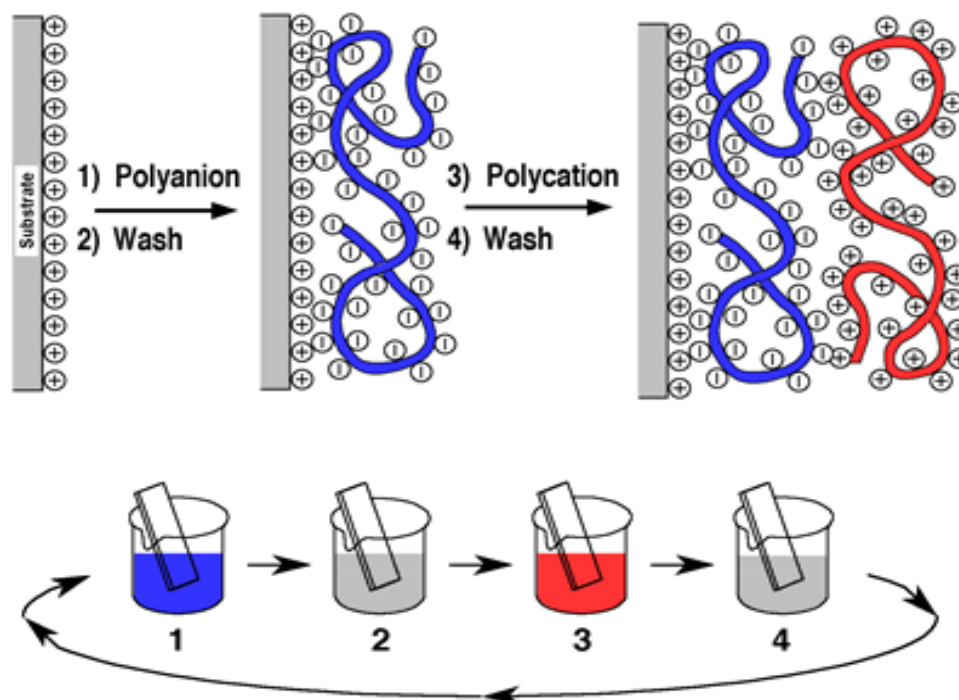 Substrate
1) Polyanion
2) Wash
3) Polycation
4) Wash
1
2
3
4